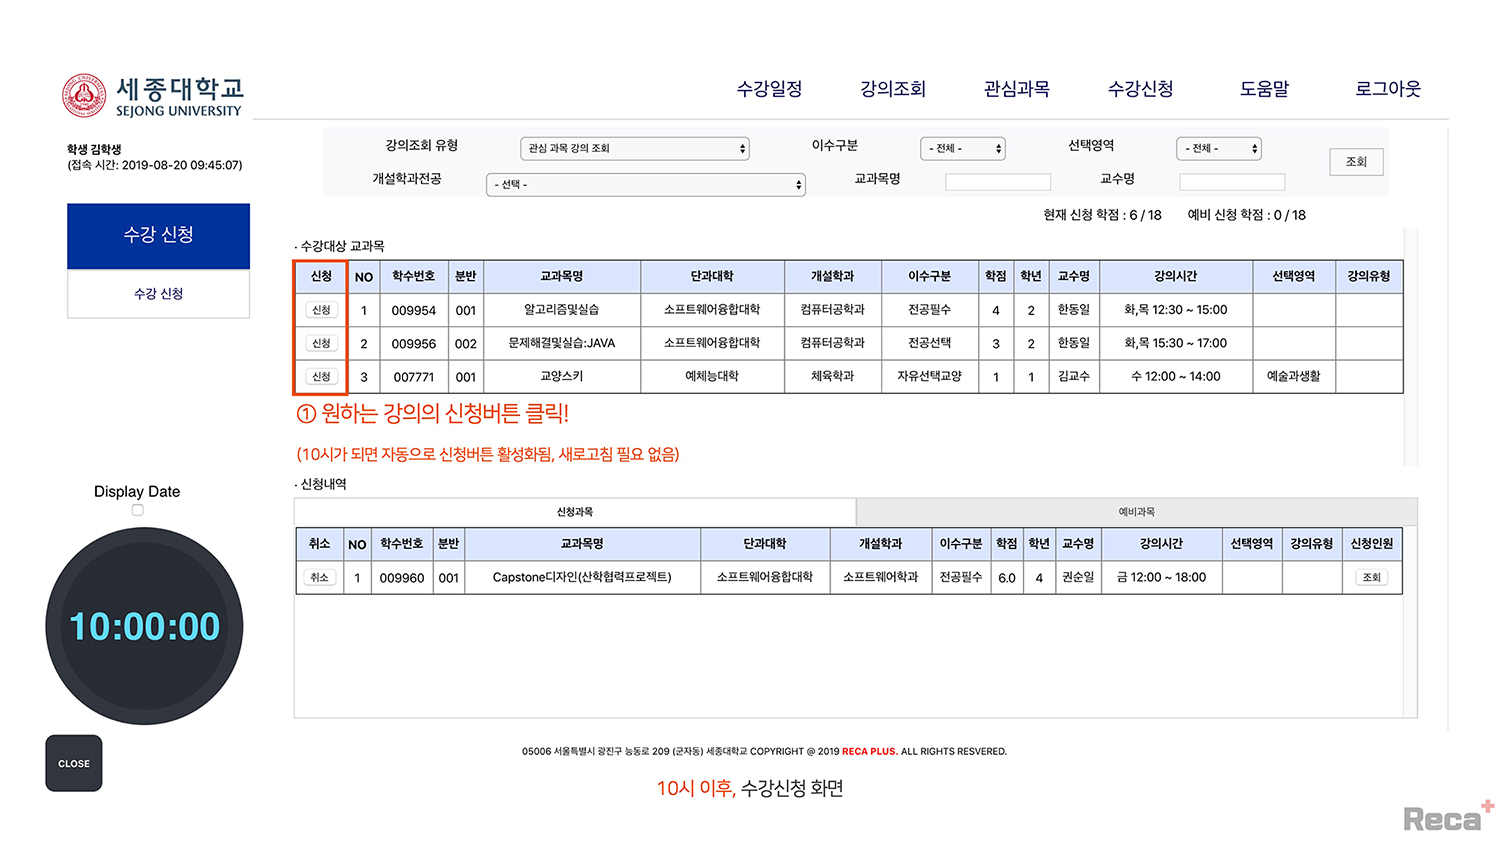 세종대학교
SEJONG UNIVERSITY
수강일정 강의조회 관심과목 수강신청 도움말 로그아웃
학생 김학생
(접속 시간: 2019-08-20 09:45:07)
수강 신청
수강 신청
강의조회 유형 관심 과목 강의 조회 이수구분 - 전체 - 선택영역 - 전체 -
조회
개설학과전공 - 선택 - 교과목명 교수명
현재 신청 학점 : 6 / 18 예비 신청 학점 : 0 / 18
· 수강대상 교과목
신청 NO 학수번호 분반 교과목명 단과대학 개설학과 이수구분 학점 학년 교수명 강의시간 선택영역 강의유형
신청 1 009954 001 알고리즘및실습 소프트웨어융합대학 컴퓨터공학과 전공필수 4 2 한동일 화,목 12:30 ~ 15:00
신청 2 009956 002 문제해결및실습:JAVA 소프트웨어융합대학 컴퓨터공학과 전공선택 3 2 한동일 화,목 15:30 ~ 17:00
신청 3 007771 001 교양스키 예체능대학 체육학과 자유선택교양 1 1 김교수 수 12:00 ~ 14:00 예술과생활
① 원하는 강의의 신청버튼 클릭!
(10시가 되면 자동으로 신청버튼 활성화됨, 새로고침 필요 없음)
· 신청내역
신청과목 예비과목
취소 NO 학수번호 분반 교과목명 단과대학 개설학과 이수구분 학점 학년 교수명 강의시간 선택영역 강의유형 신청인원
취소 1 009960 001 Capstone디자인(산학협력프로젝트) 소프트웨어융합대학 소프트웨어학과 전공필수 6.0 4 권순일 금 12:00 ~ 18:00 조회
Display Date
10:00:00
CLOSE
05006 서울특별시 광진구 능동로 209 (군자동) 세종대학교 COPYRIGHT @ 2019 RECA PLUS. ALL RIGHTS RESVERED.
10시 이후, 수강신청 화면
Reca+